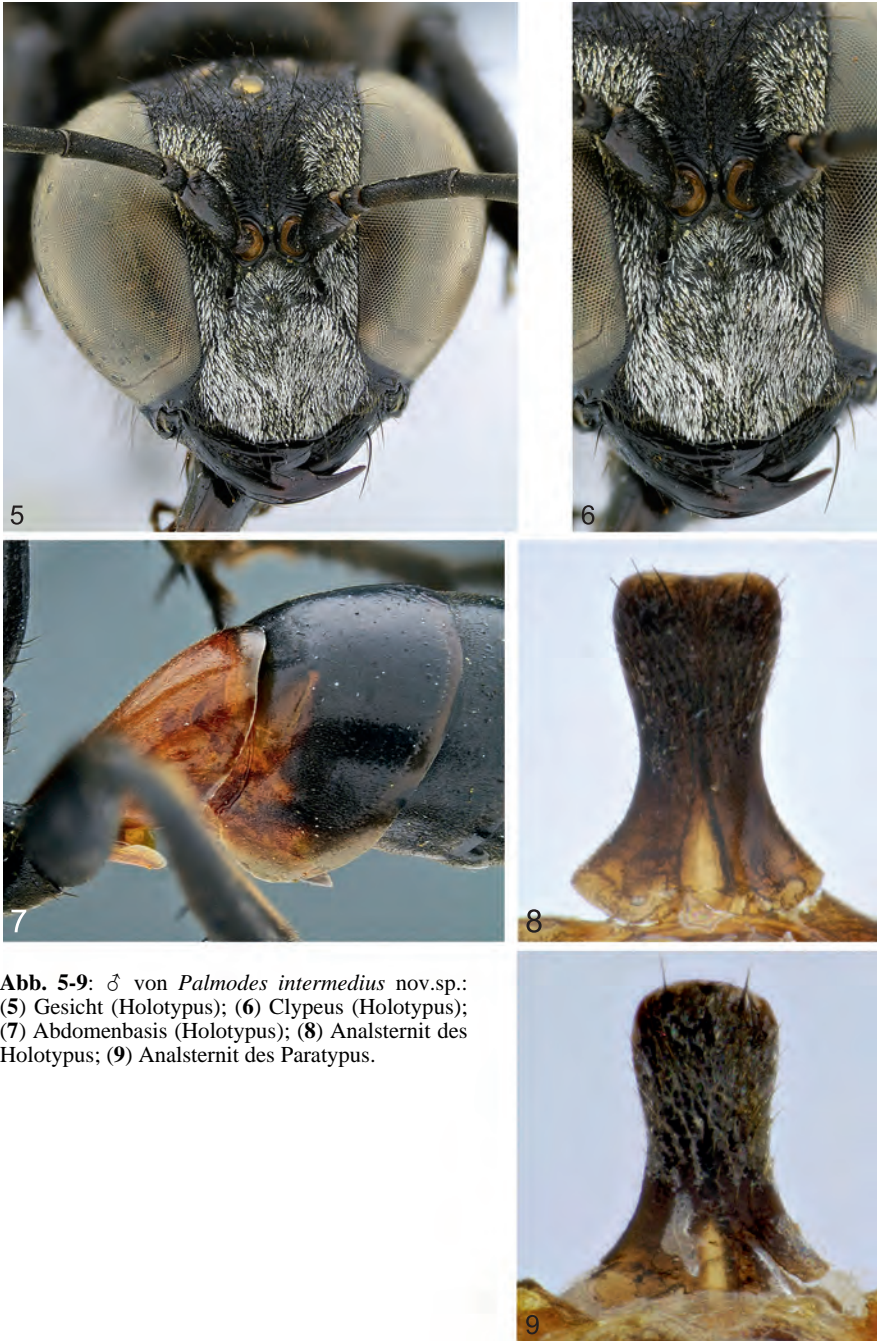 5
6
7
8
Abb. 5-9: ♂ von Palmodes intermedius nov.sp.:
(5) Gesicht (Holotypus); (6) Clypeus (Holotypus);
(7) Abdomenbasis (Holotypus); (8) Analsternit des
Holotypus; (9) Analsternit des Paratypus.
9